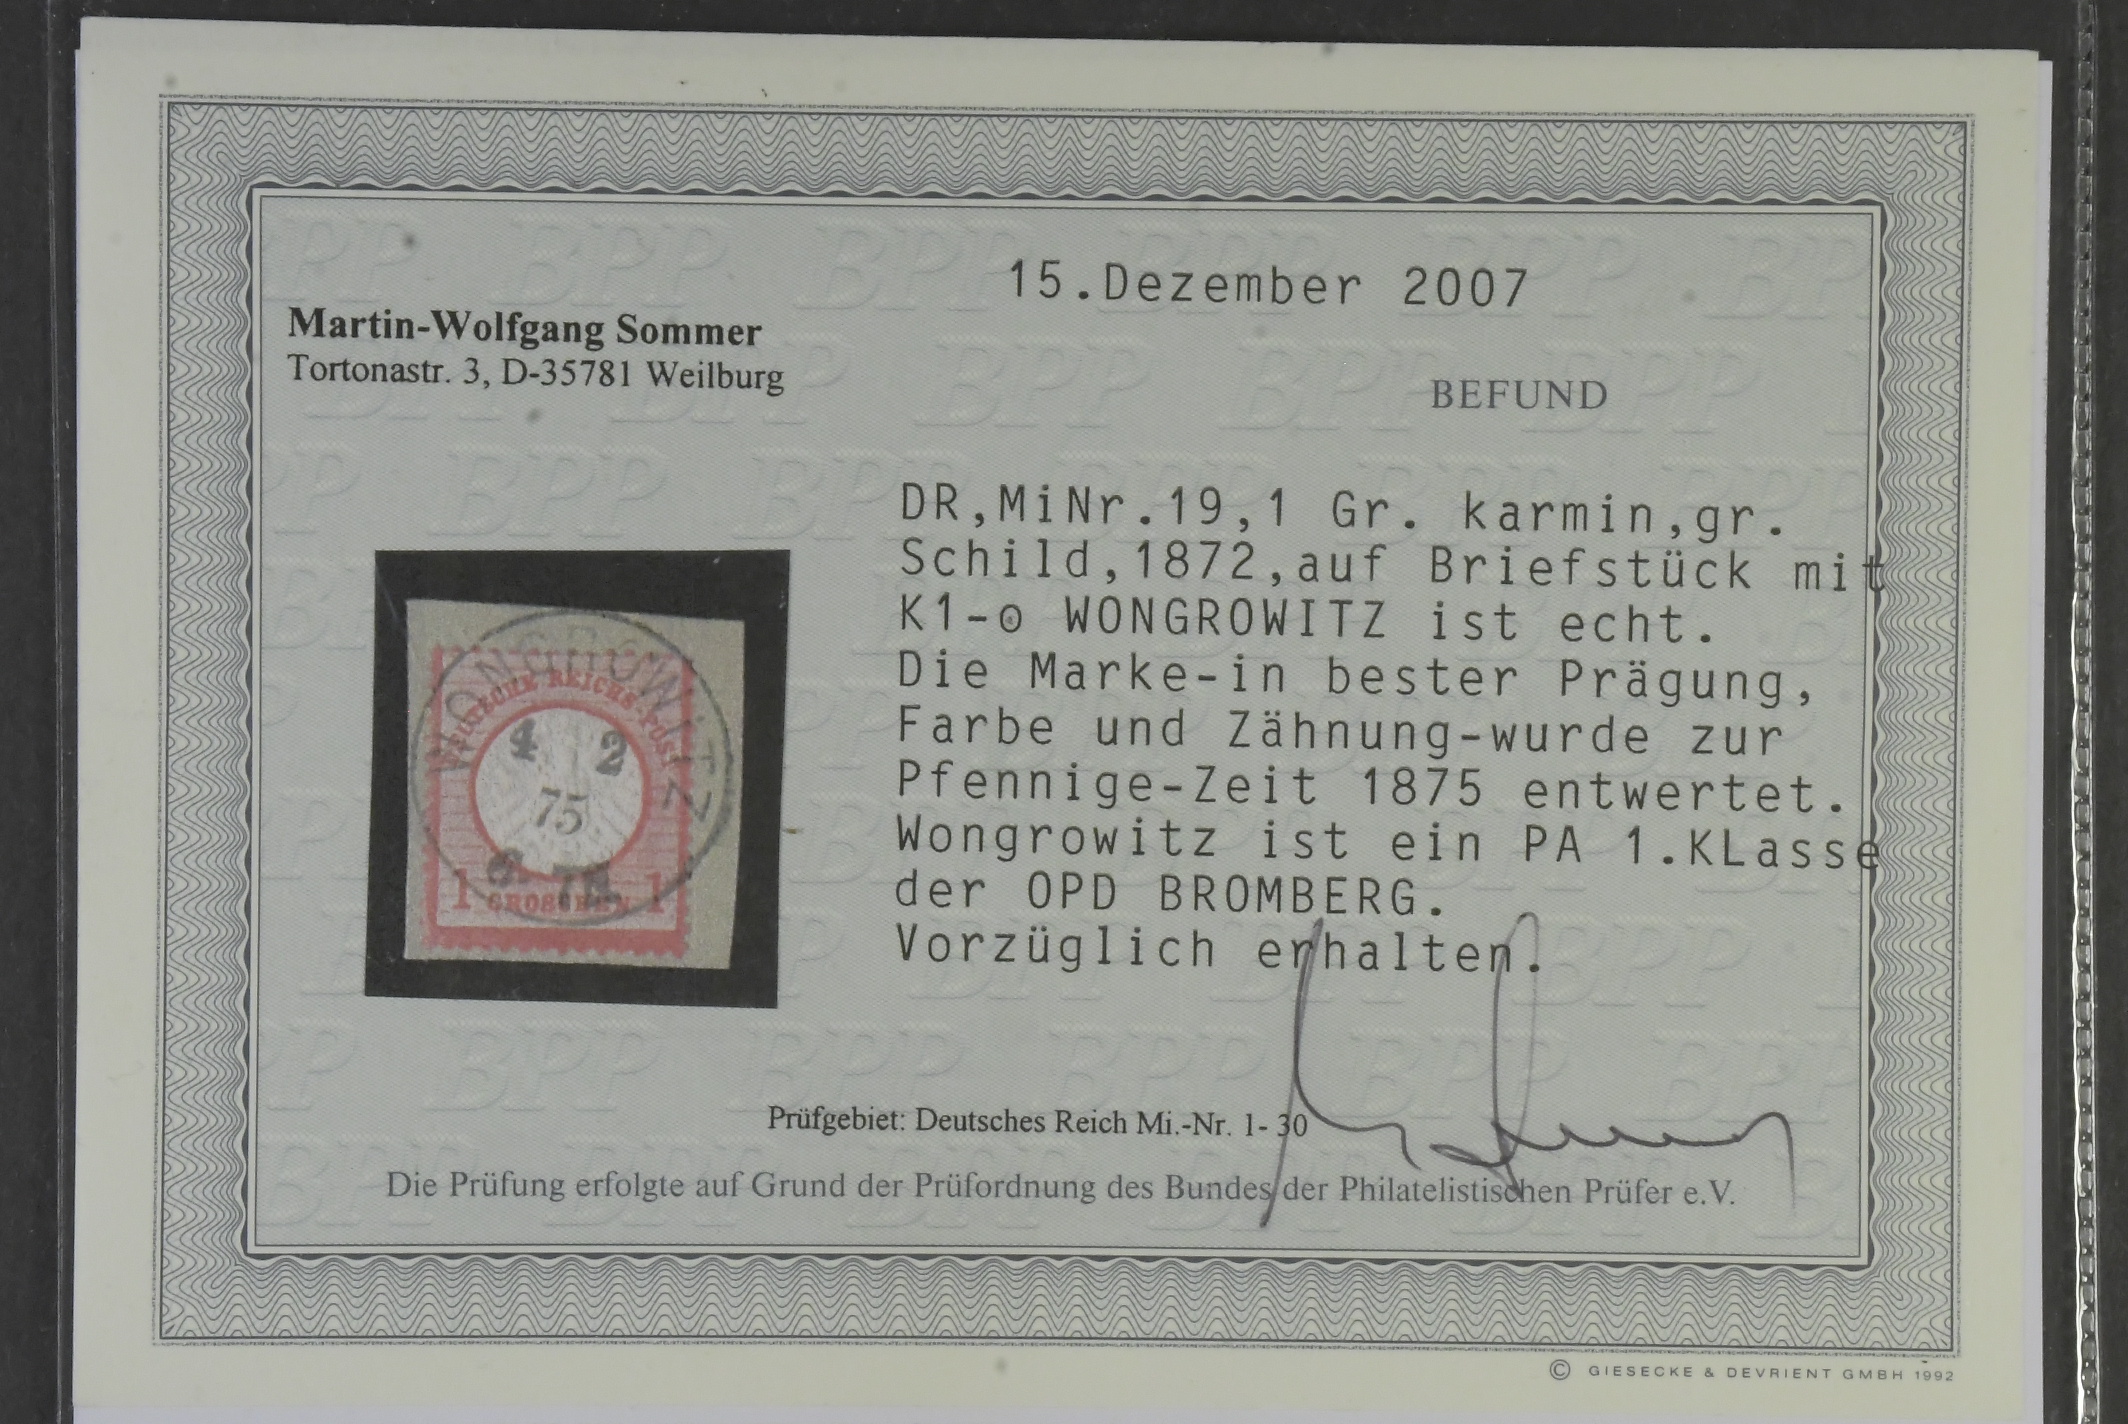 15.Dezember 2007
Martin-Wolfgang Sommer
Tortonastr. 3, D-35781 Weilburg
BEFUND
DR,MiNr.19,1 Gr. karmin,gr.
Schild,1872,auf Briefstück mit
K1-o WONGROWITZ ist echt.
Die Marke-in bester Prägung,
Farbe und Zähnung-wurde zur
Pfennige-Zeit 1875 entwertet.
Wongrowitz ist ein PA 1.KLasse
der OPD BROMBERG.
Vorzüglich erhalten.
WONGROWITZ
DEUTSCHE REICHS-POST
4 2
75
1 GROSCHEN 1
Prüfgebiet: Deutsches Reich Mi.-Nr. 1- 30
Die Prüfung erfolgte auf Grund der Prüfordnung des Bundes der Philatelistischen Prüfer e.V.
© GIESECKE & DEVRIENT GMBH 1992